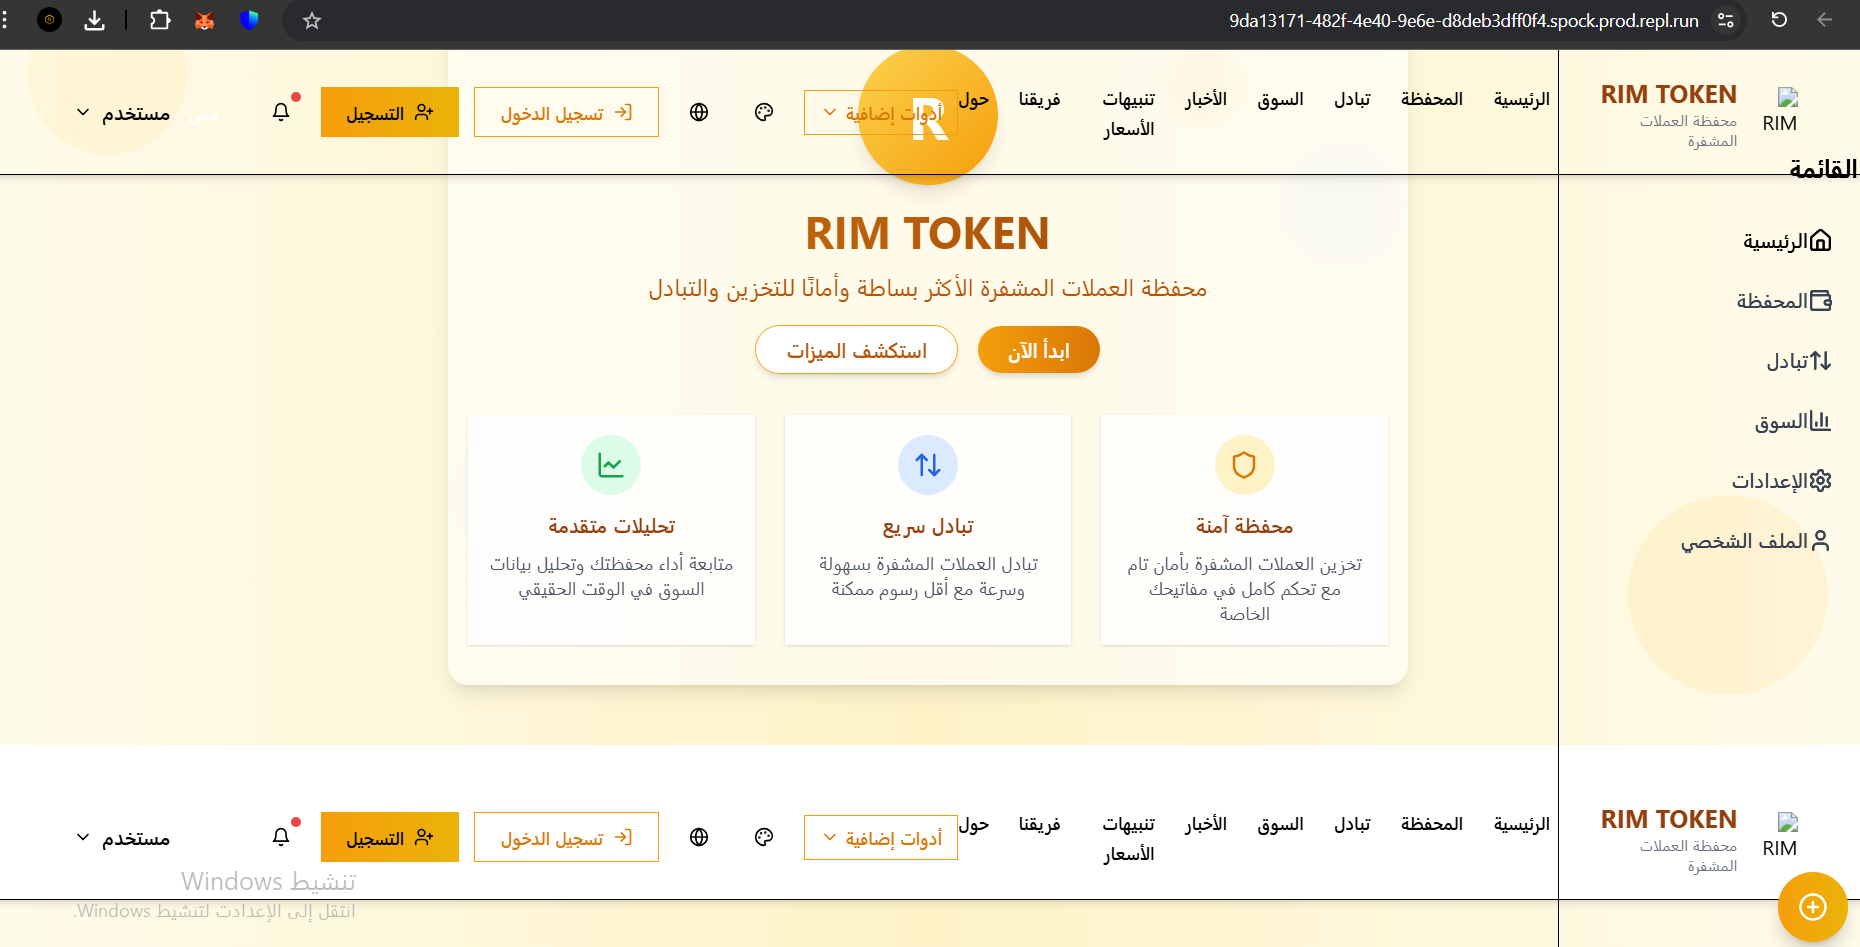 9da13171-482f-4e40-9e6e-d8deb3dff0f4.spock.prod.repl.run
RIM
RIM TOKEN
محفظة العملات
المشفرة
الرئيسية
المحفظة
تبادل
السوق
الأخبار
تنبيهات
الأسعار
فريقنا
حول
أدوات إضافية
تسجيل الدخول
التسجيل
مس
مستخدم
القائمة
الرئيسية
المحفظة
تبادل
السوق
الإعدادات
الملف الشخصي
R
RIM TOKEN
محفظة العملات المشفرة الأكثر بساطة وأمانًا للتخزين والتبادل
ابدأ الآن
استكشف الميزات
محفظة آمنة
تخزين العملات المشفرة بأمان تام
مع تحكم كامل في مفاتيحك
الخاصة
تبادل سريع
تبادل العملات المشفرة بسهولة
وسرعة مع أقل رسوم ممكنة
تحليلات متقدمة
متابعة أداء محفظتك وتحليل بيانات
السوق في الوقت الحقيقي
RIM
RIM TOKEN
محفظة العملات
المشفرة
الرئيسية
المحفظة
تبادل
السوق
الأخبار
تنبيهات
الأسعار
فريقنا
حول
أدوات إضافية
تسجيل الدخول
التسجيل
مستخدم
تنشيط Windows
انتقل إلى الإعدادت لتنشيط Windows.